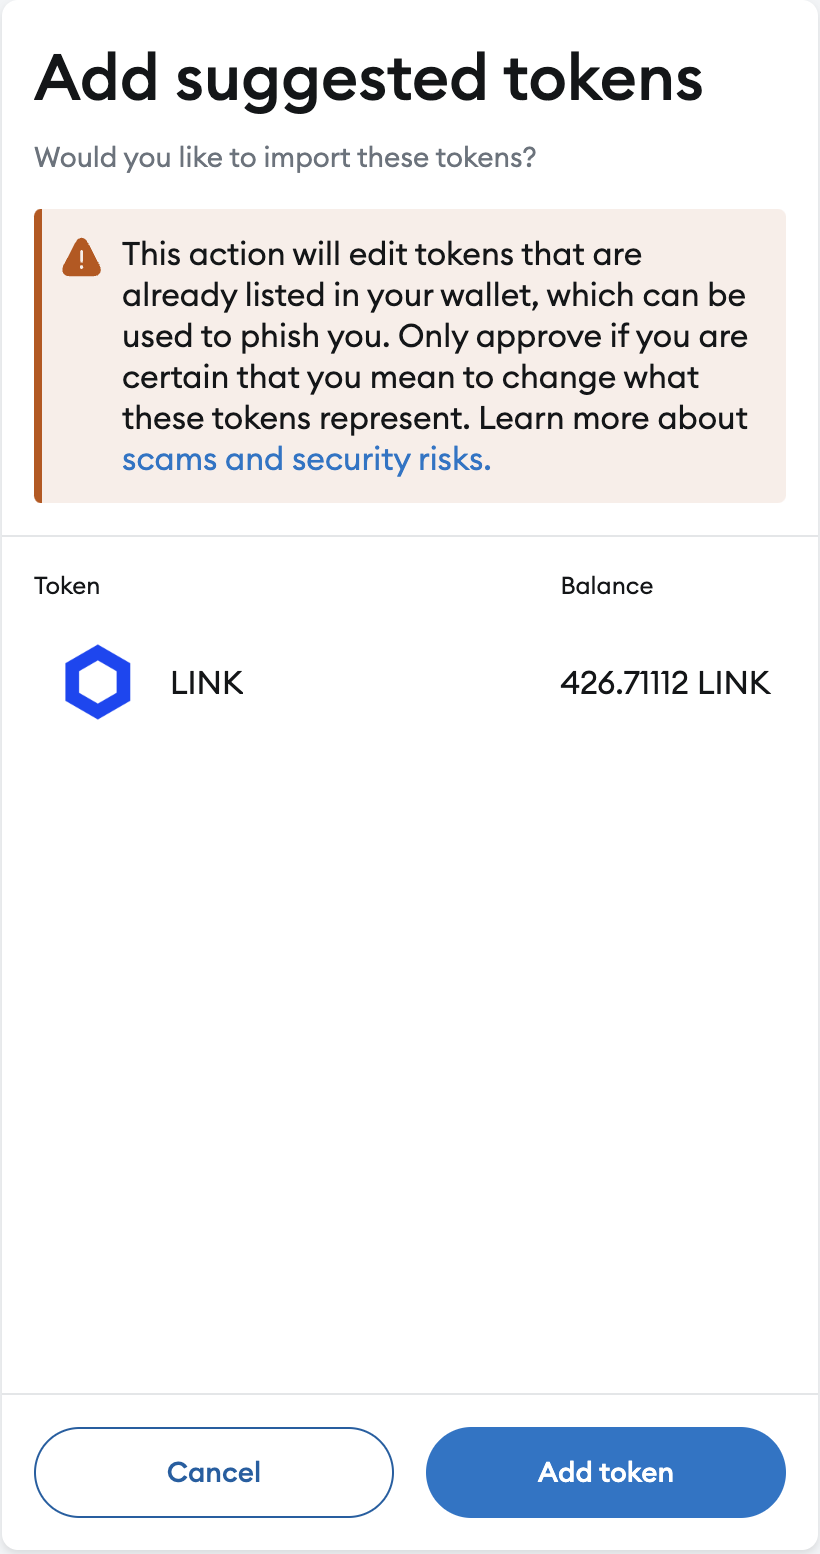 Add suggested tokens
Would you like to import these tokens?
This action will edit tokens that are
already listed in your wallet, which can be
used to phish you. Only approve if you are
certain that you mean to change what
these tokens represent. Learn more about
scams and security risks.
Token Balance
LINK 426.71112 LINK
Cancel Add token